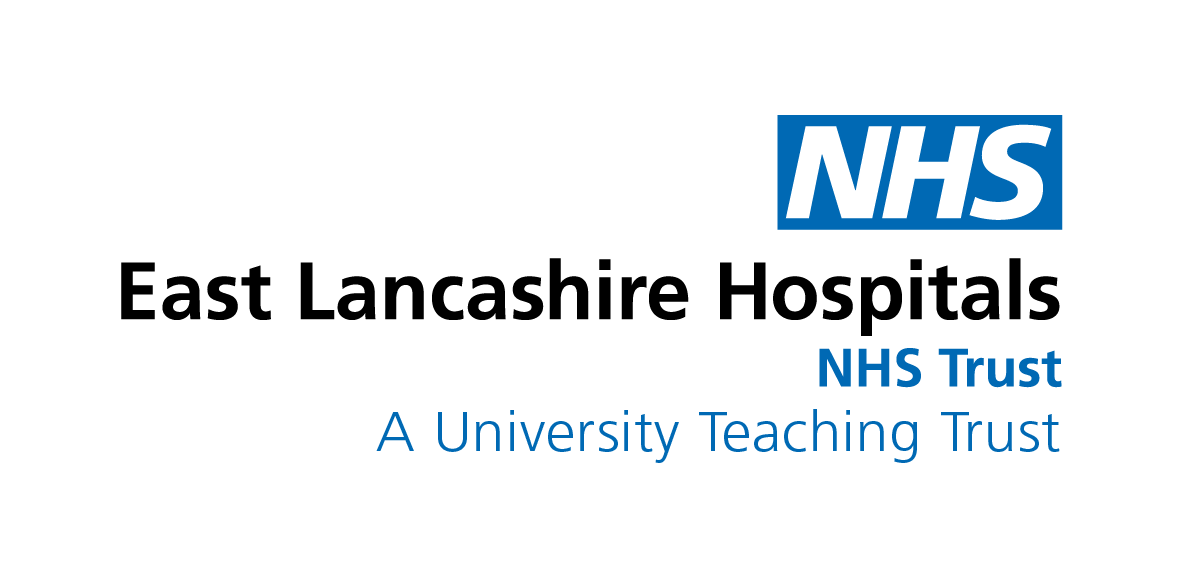 NHS
East Lancashire Hospitals
NHS Trust
A University Teaching Trust